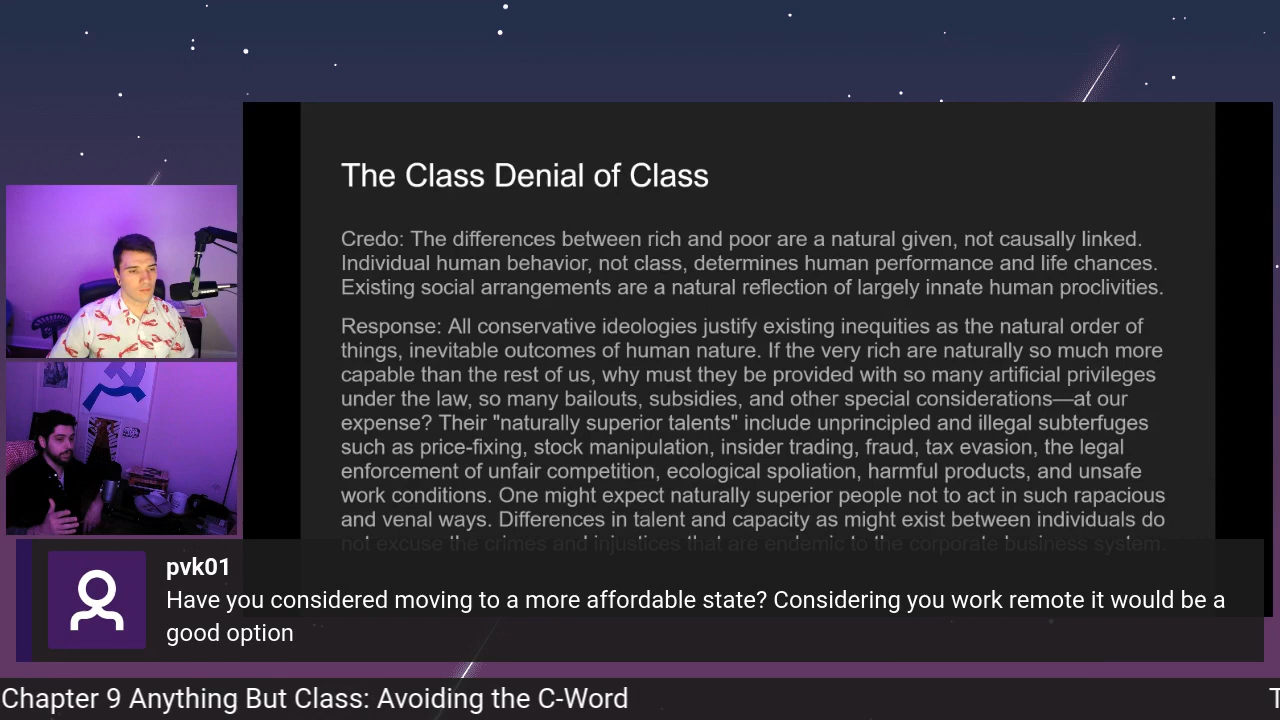 The Class Denial of Class
Credo: The differences between rich and poor are a natural given, not causally linked.
Individual human behavior, not class, determines human performance and life chances.
Existing social arrangements are a natural reflection of largely innate human proclivities.
Response: All conservative ideologies justify existing inequities as the natural order of
things, inevitable outcomes of human nature. If the very rich are naturally so much more
capable than the rest of us, why must they be provided with so many artificial privileges
under the law, so many bailouts, subsidies, and other special considerations—at our
expense? Their "naturally superior talents" include unprincipled and illegal subterfuges
such as price-fixing, stock manipulation, insider trading, fraud, tax evasion, the legal
enforcement of unfair competition, ecological spoliation, harmful products, and unsafe
work conditions. One might expect naturally superior people not to act in such rapacious
and venal ways. Differences in talent and capacity as might exist between individuals do
not excuse the crimes and injustices that are endemic to the corporate business system.
pvk01
Have you considered moving to a more affordable state? Considering you work remote it would be a
good option
Chapter 9 Anything But Class: Avoiding the C-Word
T